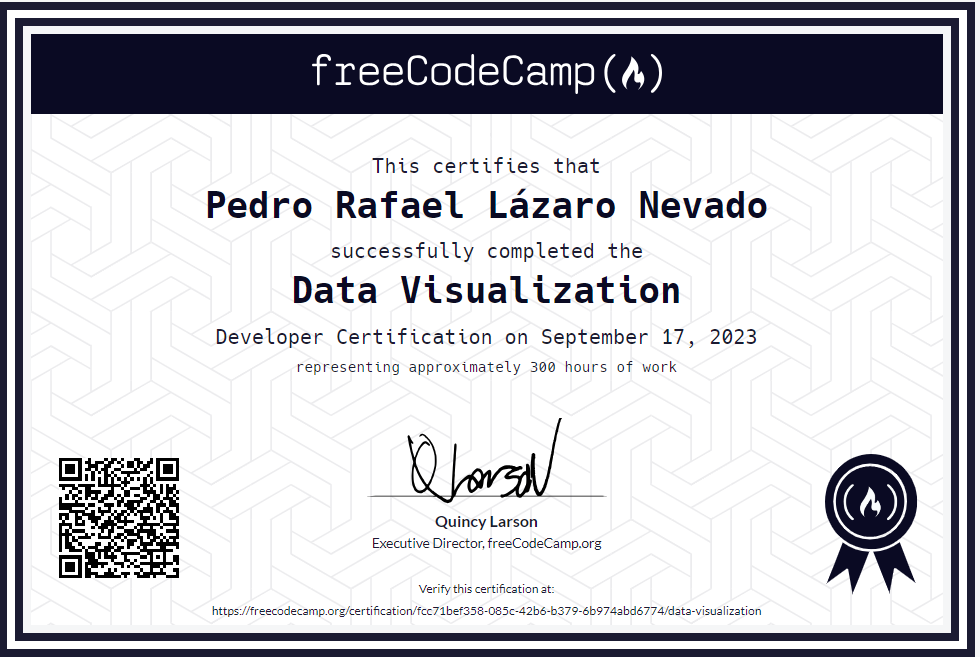 freeCodeCamp
This certifies that
Pedro Rafael Lázaro Nevado
successfully completed the
Data Visualization
Developer Certification on September 17, 2023
representing approximately 300 hours of work
Q Larson
Quincy Larson
Executive Director, freeCodeCamp.org
Verify this certification at:
https://freecodecamp.org/certification/fcc71bef358-085c-42b6-b379-6b974abd6774/data-visualization